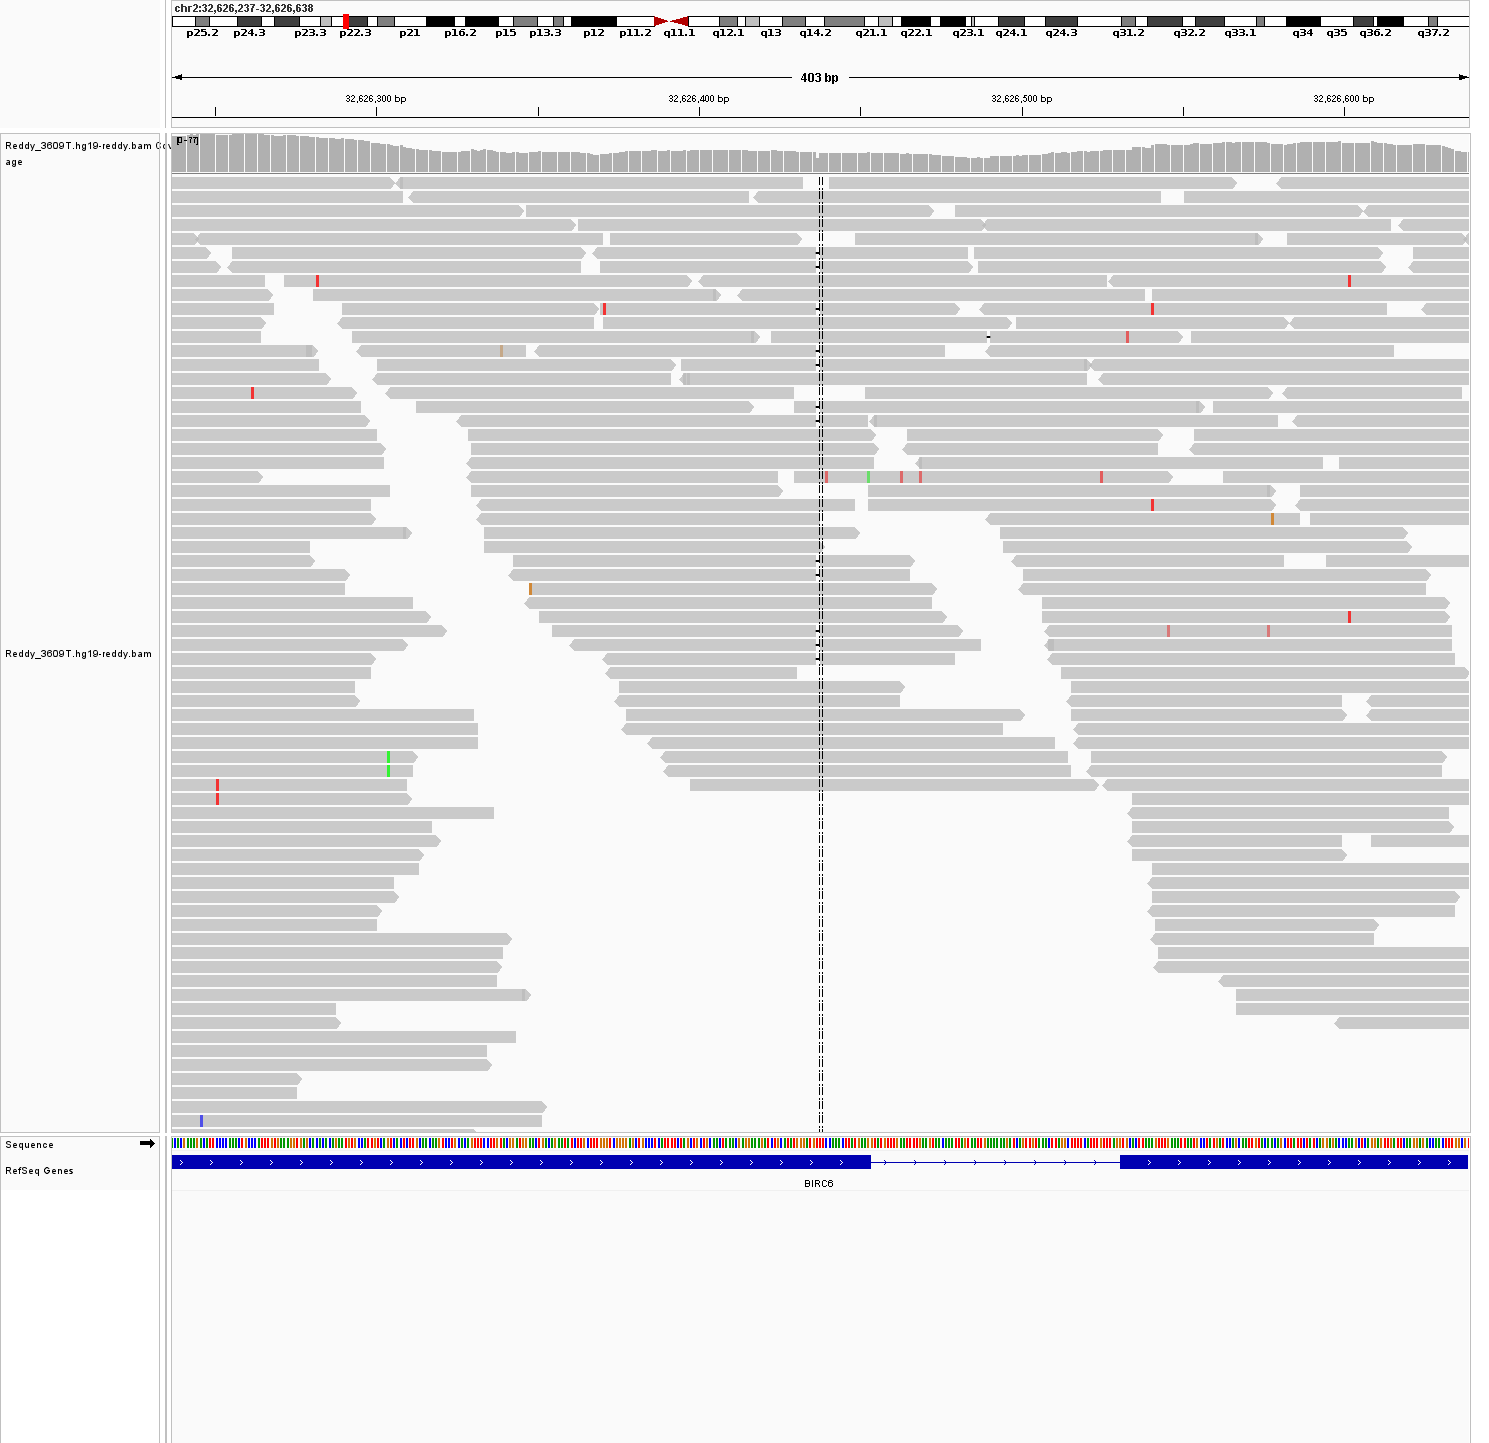 chr2:32,626,237-32,626,638
p25.2 p24.3 p23.3 p22.3 p21 p16.2 p15 p13.3 p12 p11.2 q11.1 q12.1 q13 q14.2 q21.1 q22.1 q23.1 q24.1 q24.3 q31.2 q32.2 q33.1 q34 q35 q36.2 q37.2
403 bp
32,626,300 bp 32,626,400 bp 32,626,500 bp 32,626,600 bp
Reddy_3609T.hg19-reddy.bam Cov
age
[0 - 77]
Reddy_3609T.hg19-reddy.bam
Sequence
RefSeq Genes
BIRC6